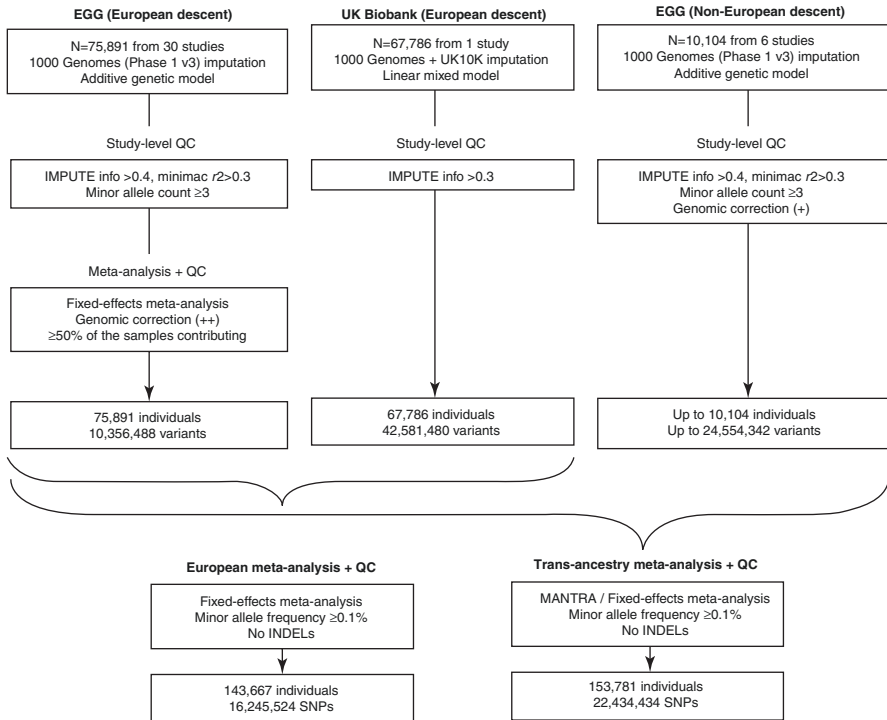 EGG (European descent)
N=75,891 from 30 studies
1000 Genomes (Phase 1 v3) imputation
Additive genetic model
Study-level QC
IMPUTE info >0.4, minimac r2>0.3
Minor allele count ≥3
Meta-analysis + QC
Fixed-effects meta-analysis
Genomic correction (++)
≥50% of the samples contributing
75,891 individuals
10,356,488 variants
UK Biobank (European descent)
N=67,786 from 1 study
1000 Genomes + UK10K imputation
Linear mixed model
Study-level QC
IMPUTE info >0.3
67,786 individuals
42,581,480 variants
EGG (Non-European descent)
N=10,104 from 6 studies
1000 Genomes (Phase 1 v3) imputation
Additive genetic model
Study-level QC
IMPUTE info >0.4, minimac r2>0.3
Minor allele count ≥3
Genomic correction (+)
Up to 10,104 individuals
Up to 24,554,342 variants
European meta-analysis + QC
Fixed-effects meta-analysis
Minor allele frequency ≥0.1%
No INDELs
143,667 individuals
16,245,524 SNPs
Trans-ancestry meta-analysis + QC
MANTRA / Fixed-effects meta-analysis
Minor allele frequency ≥0.1%
No INDELs
153,781 individuals
22,434,434 SNPs